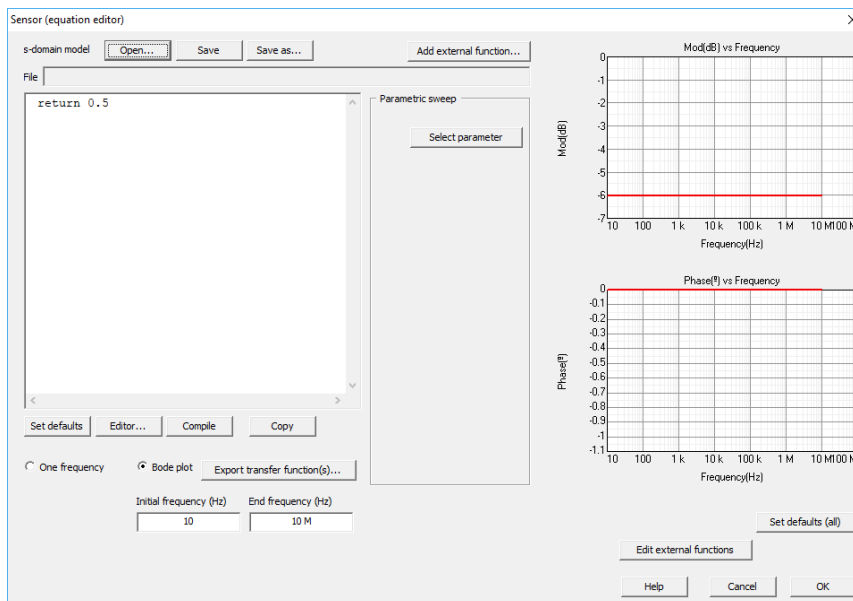 Sensor (equation editor)
s-domain model
Open...
Save
Save as...
Add external function...
File
return 0.5
Parametric sweep
Select parameter
Set defaults
Editor...
Compile
Copy
One frequency
Bode plot
Export transfer function(s)...
Initial frequency (Hz)
End frequency (Hz)
10
10 M
Mod(dB) vs Frequency
Mod(dB)
0
-1
-2
-3
-4
-5
-6
-7
10 100 1 k 10 k 100 k 1 M 10 M 100 M
Frequency(Hz)
Phase(º) vs Frequency
Phase(º)
0
-0.1
-0.2
-0.3
-0.4
-0.5
-0.6
-0.7
-0.8
-0.9
-1
-1.1
10 100 1 k 10 k 100 k 1 M 10 M 100 M
Frequency(Hz)
Set defaults (all)
Edit external functions
Help
Cancel
OK